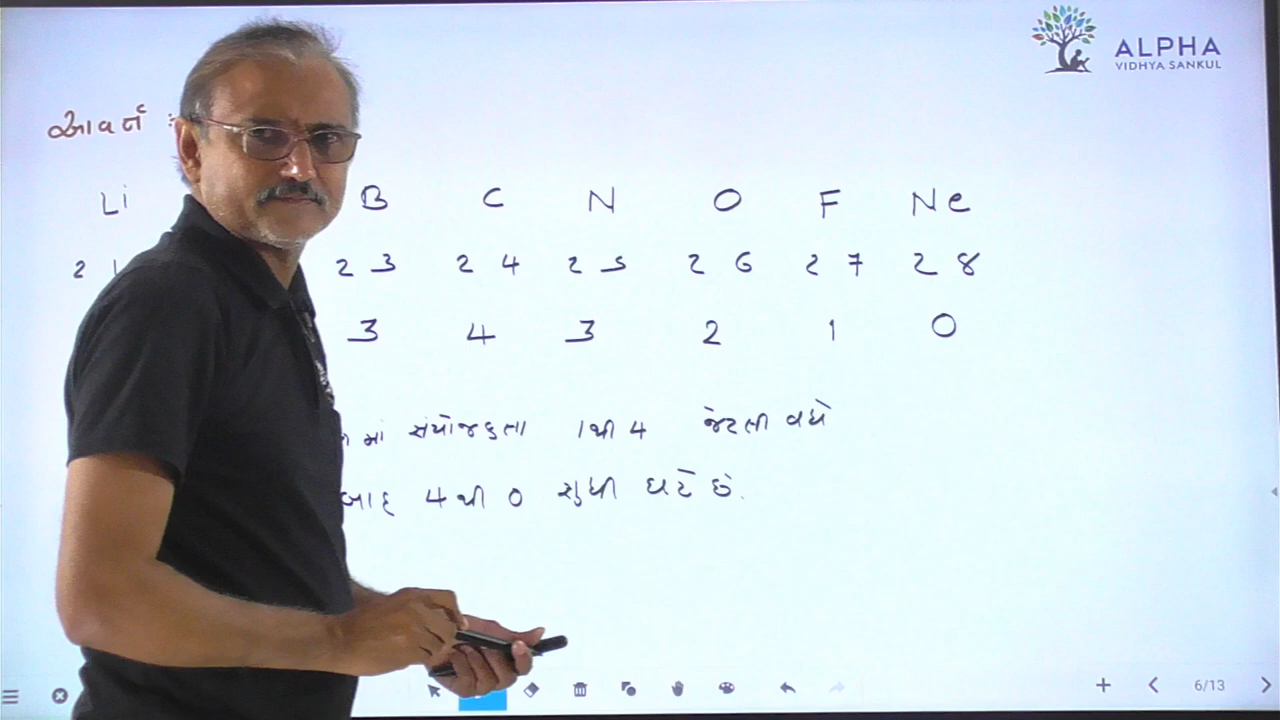 ALPHA
VIDHYA SANKUL
આવર્ત :
Li B C N O F Ne
2 1 2 3 2 4 2 5 2 6 2 7 2 8
3 4 3 2 1 0
માં સંયોજકતા 1થી 4 જેટલી વધે
બાદ 4થી 0 સુધી ઘટે છે.
6/13